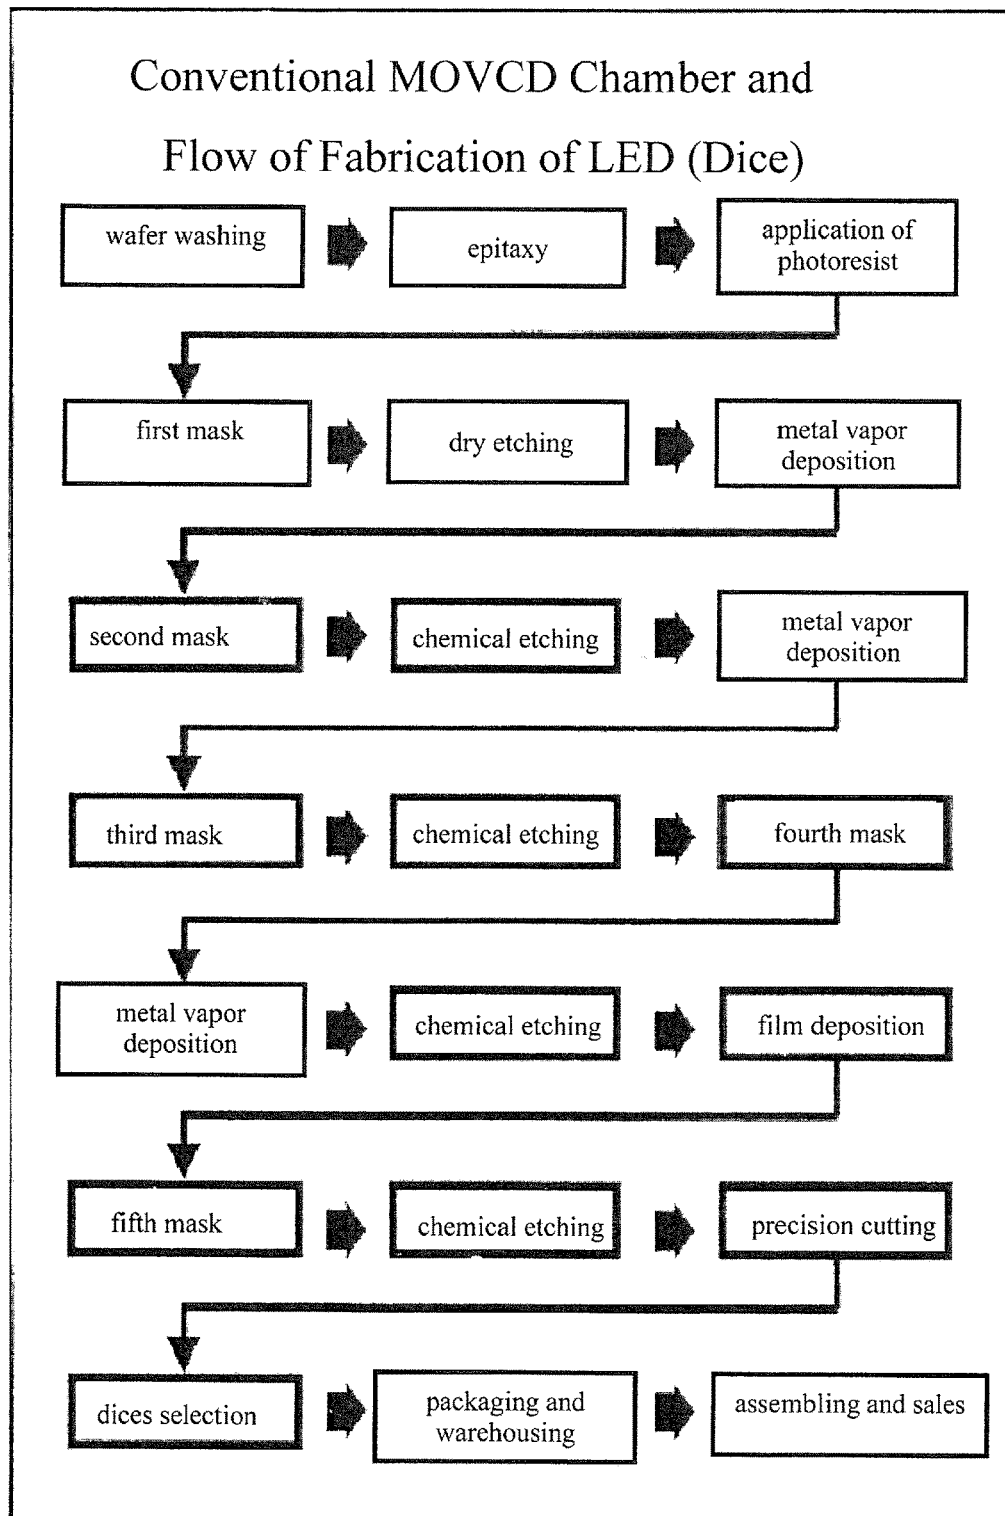 Conventional MOVCD Chamber and
Flow of Fabrication of LED (Dice)
wafer washing
epitaxy
application of
photoresist
first mask
dry etching
metal vapor
deposition
second mask
chemical etching
metal vapor
deposition
third mask
chemical etching
fourth mask
metal vapor
deposition
chemical etching
film deposition
fifth mask
chemical etching
precision cutting
dices selection
packaging and
warehousing
assembling and sales